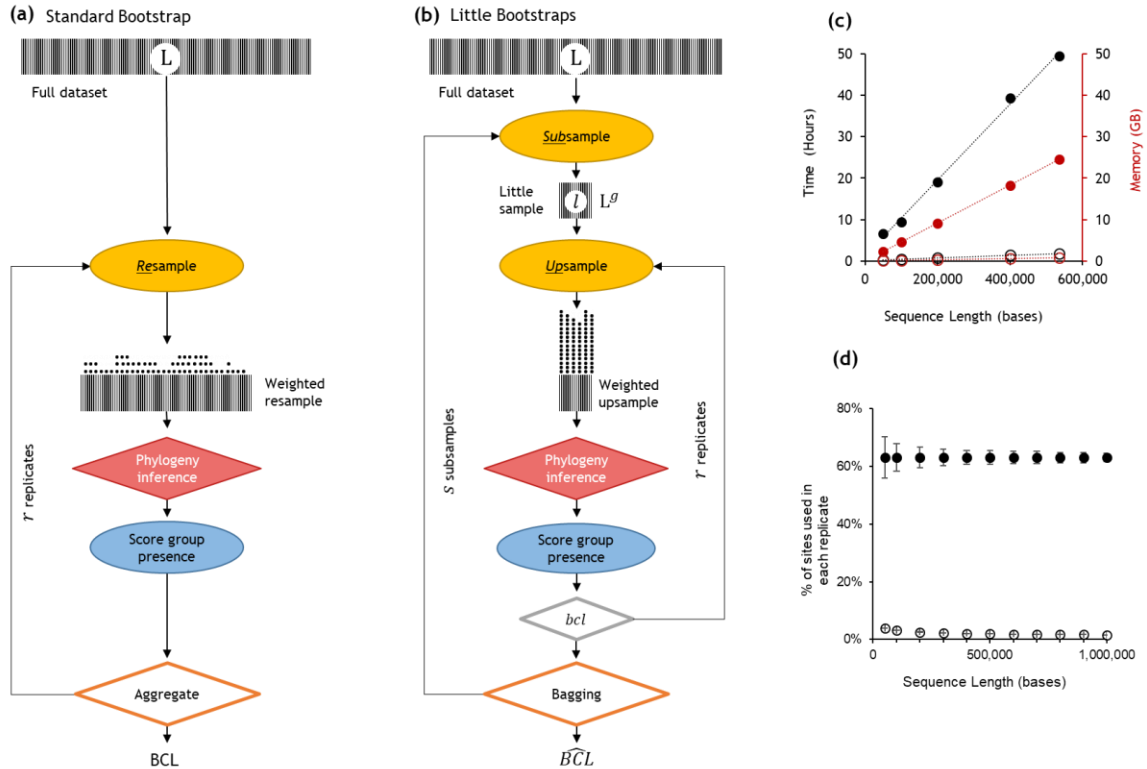 (a) Standard Bootstrap
L
Full dataset
Resample
Weighted
resample
Phylogeny
inference
Score group
presence
r replicates
Aggregate
BCL
(b) Little Bootstraps
L
Full dataset
Subsample
Little
sample
l
L^g
Upsample
Weighted
upsample
Phylogeny
inference
Score group
presence
s subsamples
r replicates
bcl
Bagging
\widehat{BCL}
(c)
Time (Hours)
50
40
30
20
10
0
Memory (GB)
50
40
30
20
10
0
0 200,000 400,000 600,000
Sequence Length (bases)
(d)
% of sites used in
each replicate
80%
60%
40%
20%
0%
0 500,000 1,000,000
Sequence Length (bases)